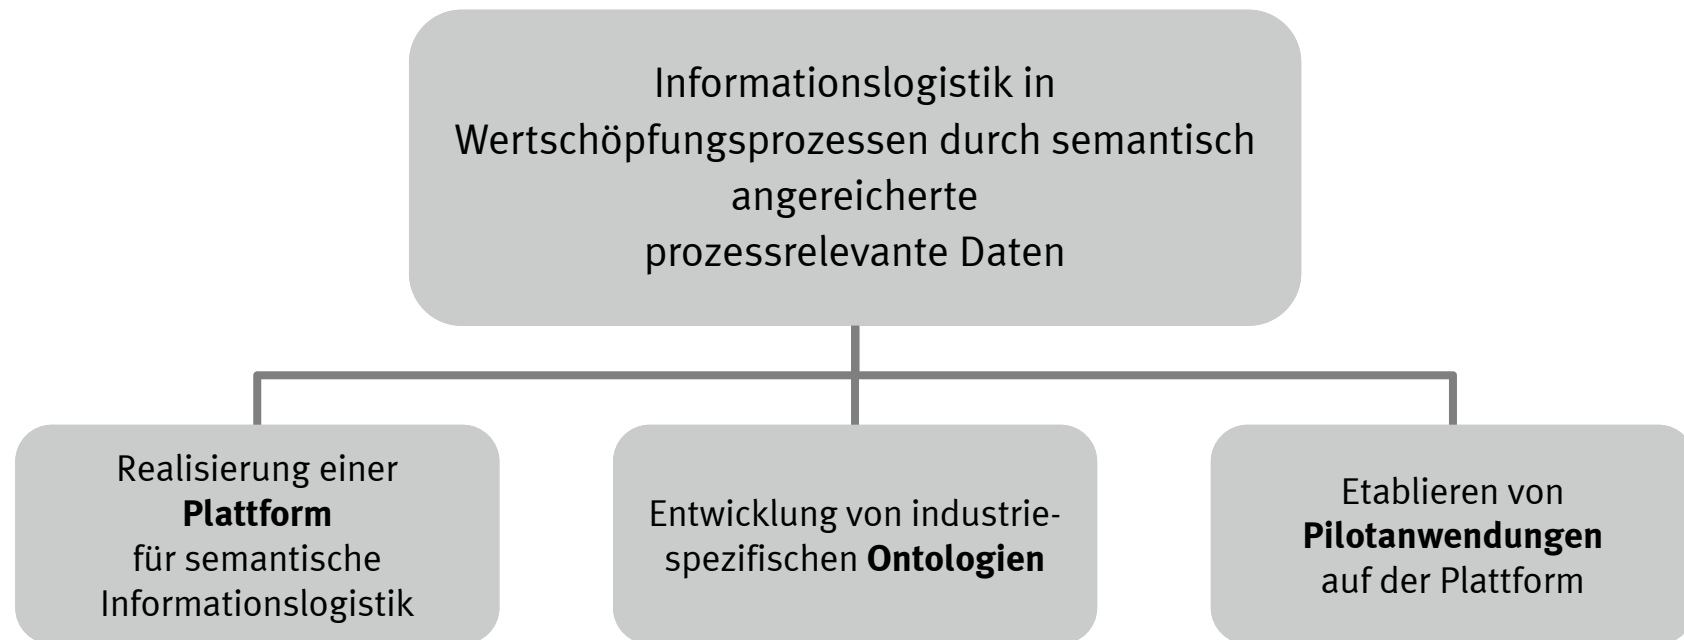 Informationslogistik in
Wertschöpfungsprozessen durch semantisch
angereicherte
prozessrelevante Daten
Realisierung einer
Plattform
für semantische
Informationslogistik
Entwicklung von industrie-
spezifischen Ontologien
Etablieren von
Pilotanwendungen
auf der Plattform